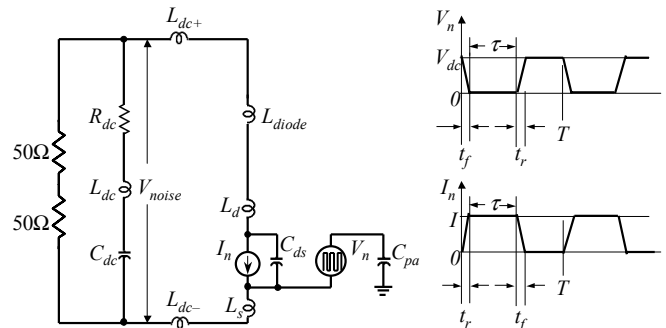 L_dc+
50Ω
50Ω
R_dc
L_dc
C_dc
V_noise
L_diode
L_d
I_n
C_ds
V_n
C_pa
L_s
L_dc−
V_n
V_dc
τ
0
T
t_f
t_r
I_n
I
τ
0
T
t_r
t_f